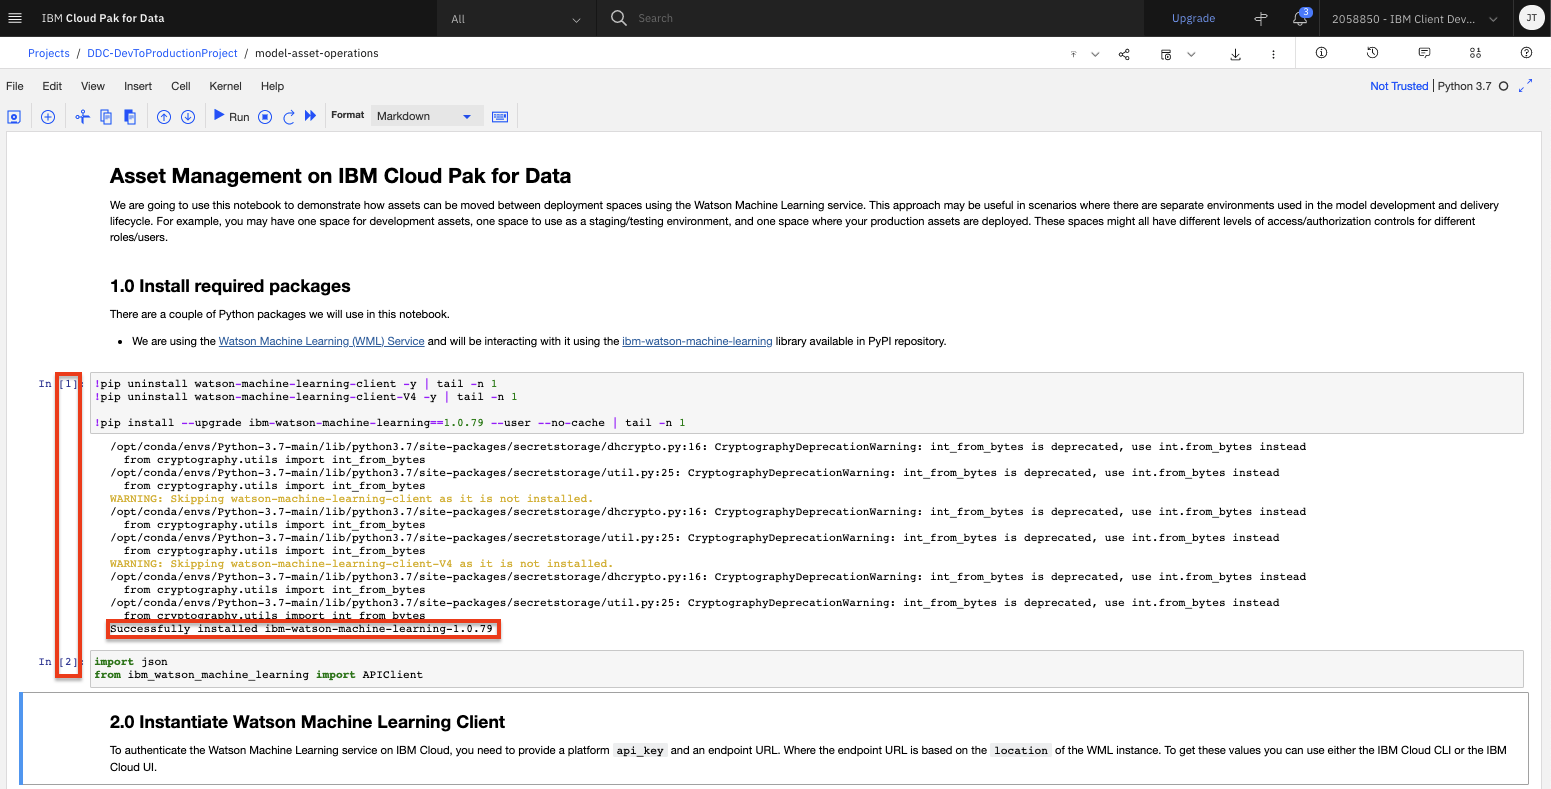 IBM Cloud Pak for Data
All
Search
Upgrade
3
2058850 - IBM Client Dev...
JT
Projects / DDC-DevToProductionProject / model-asset-operations
File Edit View Insert Cell Kernel Help
Not Trusted | Python 3.7
Run
Format
Markdown
Asset Management on IBM Cloud Pak for Data
We are going to use this notebook to demonstrate how assets can be moved between deployment spaces using the Watson Machine Learning service. This approach may be useful in scenarios where there are separate environments used in the model development and delivery
lifecycle. For example, you may have one space for development assets, one space to use as a staging/testing environment, and one space where your production assets are deployed. These spaces might all have different levels of access/authorization controls for different
roles/users.
1.0 Install required packages
There are a couple of Python packages we will use in this notebook.
• We are using the Watson Machine Learning (WML) Service and will be interacting with it using the ibm-watson-machine-learning library available in PyPI repository.
In [1]:
!pip uninstall watson-machine-learning-client -y | tail -n 1
!pip uninstall watson-machine-learning-client-V4 -y | tail -n 1
!pip install --upgrade ibm-watson-machine-learning==1.0.79 --user --no-cache | tail -n 1
/opt/conda/envs/Python-3.7-main/lib/python3.7/site-packages/secretstorage/dhcrypto.py:16: CryptographyDeprecationWarning: int_from_bytes is deprecated, use int.from_bytes instead
from cryptography.utils import int_from_bytes
/opt/conda/envs/Python-3.7-main/lib/python3.7/site-packages/secretstorage/util.py:25: CryptographyDeprecationWarning: int_from_bytes is deprecated, use int.from_bytes instead
from cryptography.utils import int_from_bytes
WARNING: Skipping watson-machine-learning-client as it is not installed.
/opt/conda/envs/Python-3.7-main/lib/python3.7/site-packages/secretstorage/dhcrypto.py:16: CryptographyDeprecationWarning: int_from_bytes is deprecated, use int.from_bytes instead
from cryptography.utils import int_from_bytes
/opt/conda/envs/Python-3.7-main/lib/python3.7/site-packages/secretstorage/util.py:25: CryptographyDeprecationWarning: int_from_bytes is deprecated, use int.from_bytes instead
from cryptography.utils import int_from_bytes
WARNING: Skipping watson-machine-learning-client-V4 as it is not installed.
/opt/conda/envs/Python-3.7-main/lib/python3.7/site-packages/secretstorage/dhcrypto.py:16: CryptographyDeprecationWarning: int_from_bytes is deprecated, use int.from_bytes instead
from cryptography.utils import int_from_bytes
/opt/conda/envs/Python-3.7-main/lib/python3.7/site-packages/secretstorage/util.py:25: CryptographyDeprecationWarning: int_from_bytes is deprecated, use int.from_bytes instead
from cryptography.utils import int_from_bytes
Successfully installed ibm-watson-machine-learning-1.0.79
In [2]:
import json
from ibm_watson_machine_learning import APIClient
2.0 Instantiate Watson Machine Learning Client
To authenticate the Watson Machine Learning service on IBM Cloud, you need to provide a platform api_key and an endpoint URL. Where the endpoint URL is based on the location of the WML instance. To get these values you can use either the IBM Cloud CLI or the IBM
Cloud UI.